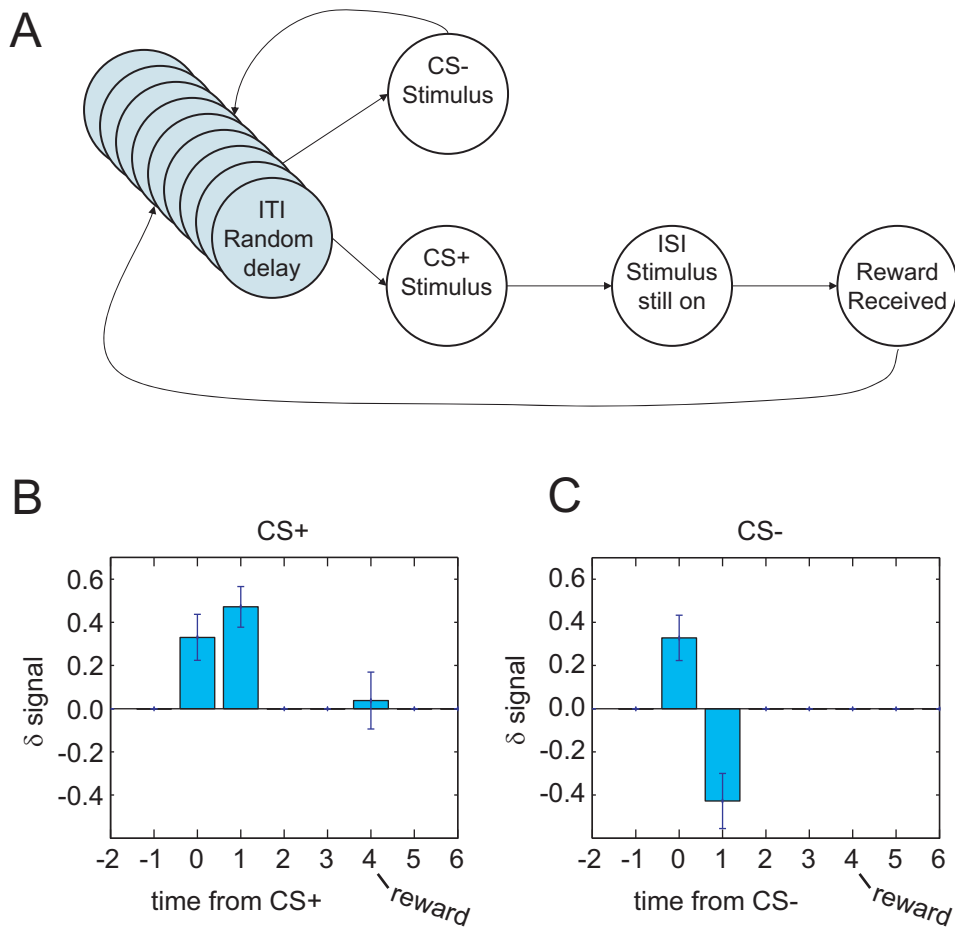 A
CS-
Stimulus
ITI
Random
delay
CS+
Stimulus
ISI
Stimulus
still on
Reward
Received
B
CS+
δ signal
0.6
0.4
0.2
0.0
-0.2
-0.4
-2 -1 0 1 2 3 4 5 6
time from CS+
reward
C
CS-
δ signal
0.6
0.4
0.2
0.0
-0.2
-0.4
-2 -1 0 1 2 3 4 5 6
time from CS-
reward